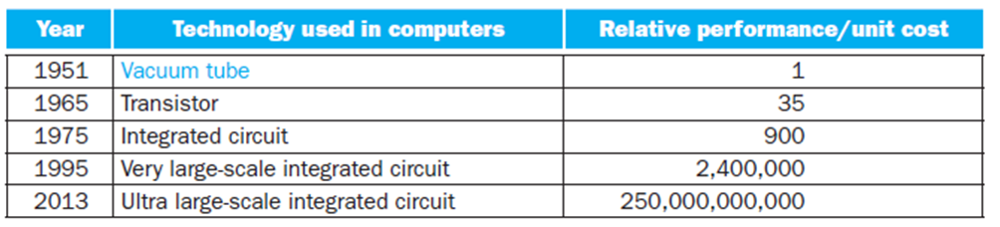 Year Technology used in computers Relative performance/unit cost
1951 Vacuum tube 1
1965 Transistor 35
1975 Integrated circuit 900
1995 Very large-scale integrated circuit 2,400,000
2013 Ultra large-scale integrated circuit 250,000,000,000